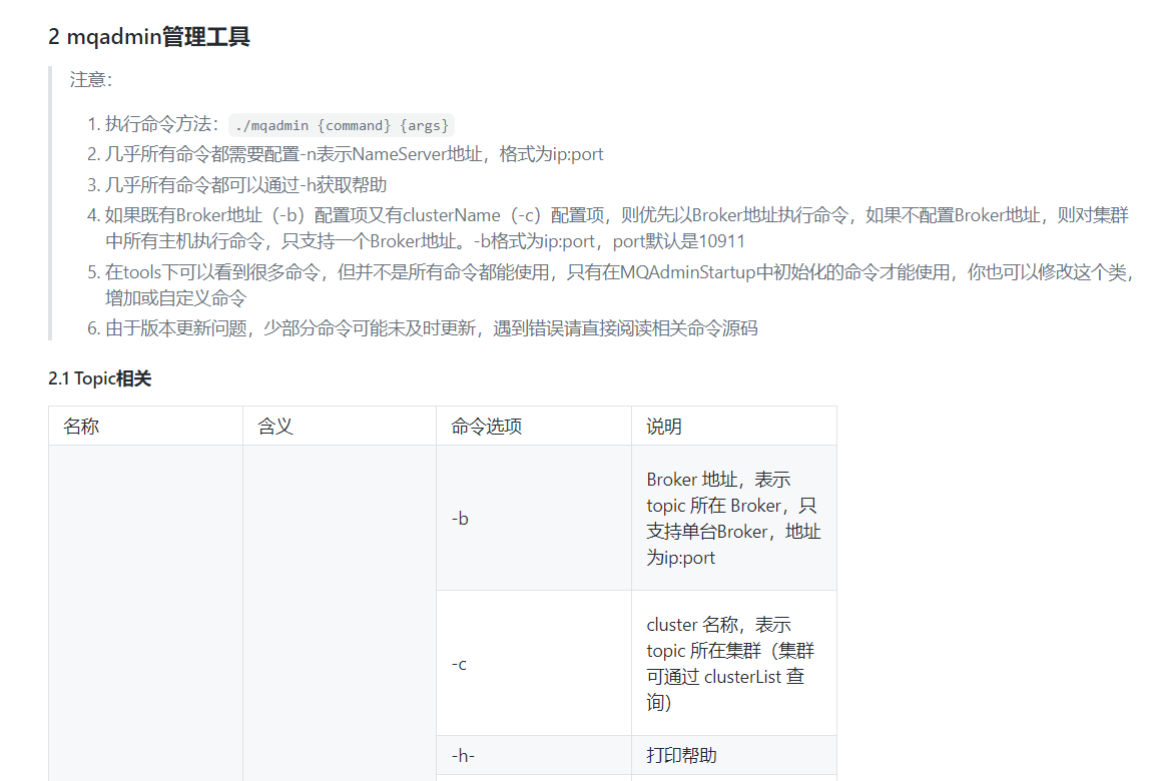 2 mqadmin管理工具
注意：
1. 执行命令方法：./mqadmin {command} {args}
2. 几乎所有命令都需要配置-n表示NameServer地址，格式为ip:port
3. 几乎所有命令都可以通过-h获取帮助
4. 如果既有Broker地址（-b）配置项又有clusterName（-c）配置项，则优先以Broker地址执行命令，如果不配置Broker地址，则对集群
中所有主机执行命令，只支持一个Broker地址。-b格式为ip:port，port默认是10911
5. 在tools下可以看到很多命令，但并不是所有命令都能使用，只有在MQAdminStartup中初始化的命令才能使用，你也可以修改这个类，
增加或自定义命令
6. 由于版本更新问题，少部分命令可能未及时更新，遇到错误请直接阅读相关命令源码
2.1 Topic相关
名称 含义 命令选项 说明
-b
Broker 地址，表示
topic 所在 Broker，只
支持单台Broker，地址
为ip:port
-c
cluster 名称，表示
topic 所在集群（集群
可通过 clusterList 查
询）
-h- 打印帮助